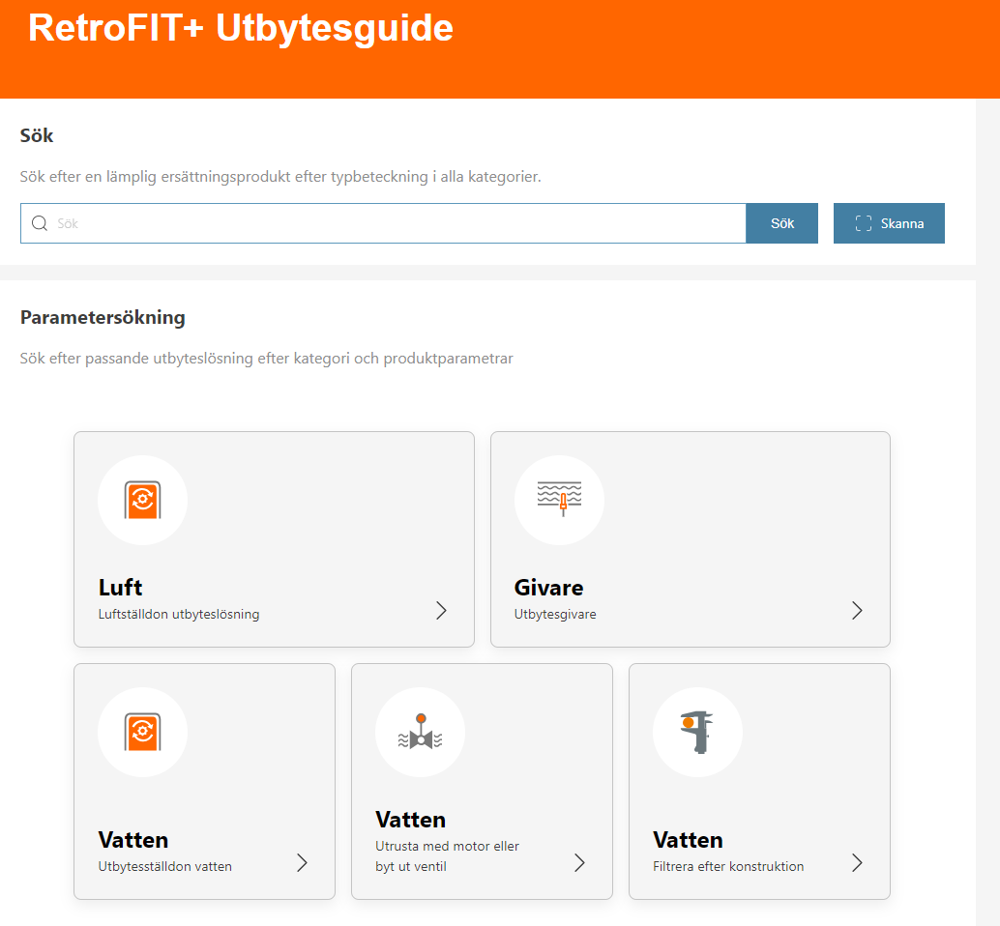 RetroFIT+ Utbytesguide
Sök
Sök efter en lämplig ersättningsprodukt efter typbeteckning i alla kategorier.
Sök
Sök
Skanna
Parametersökning
Sök efter passande utbyteslösning efter kategori och produktparametrar
Luft
Luftställdon utbyteslösning
Givare
Utbytesgivare
Vatten
Utbytesställdon vatten
Vatten
Utrusta med motor eller
byt ut ventil
Vatten
Filtrera efter konstruktion